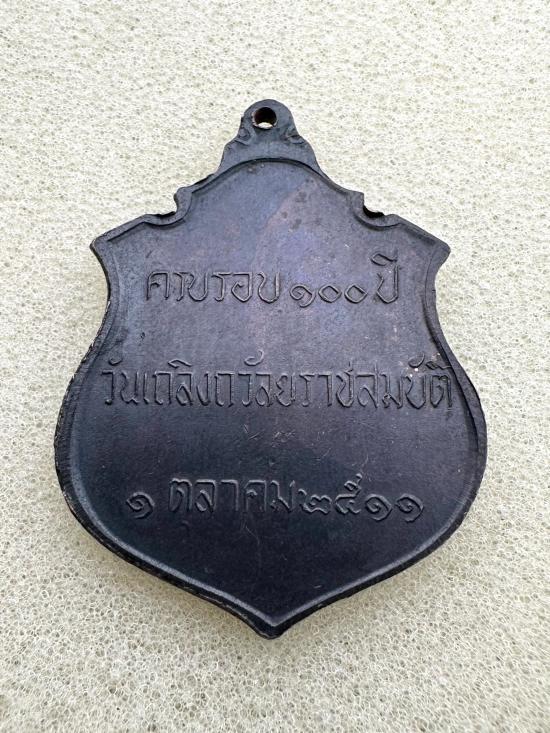 ครบรอบ ๑๐๐ ปี
วันเถลิงถวัลยราชสมบัติ
๑ ตุลาคม ๒๕๑๑